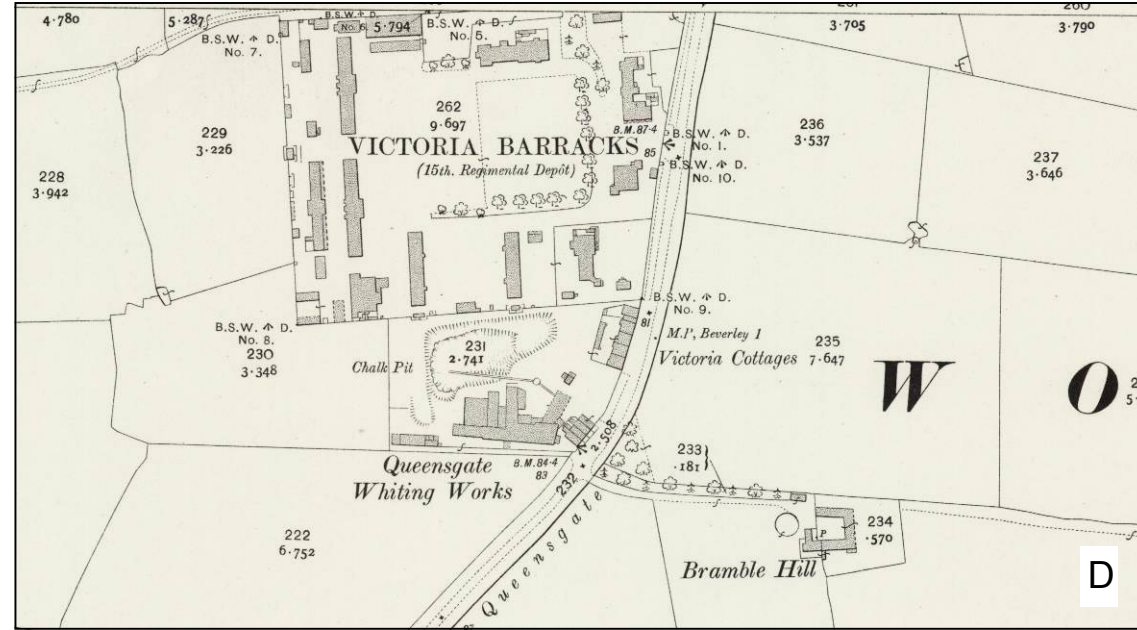 4·780
5·287
B.S.W. ↑ D.
No. 6.
5·794
B.S.W. ↑ D.
No. 5.
3·795
3·790
B.S.W. ↑ D.
No. 7.
262
9·697
229
3·226
228
3·942
VICTORIA BARRACKS
(15th. Regimental Depôt)
B.M. 87·4
85
B.S.W. ↑ D.
No. 1.
B.S.W. ↑ D.
No. 10.
236
3·537
237
3·646
B.S.W. ↑ D.
No. 8.
230
3·348
Chalk Pit
231
2·741
B.S.W. ↑ D.
No. 9.
81
M.P., Beverley 1
Victoria Cottages
235
7·647
W O
Queensgate
Whiting Works
B.M. 84·4
83
232
2·508
233
·181
222
6·752
Queensgate
P
234
·570
Bramble Hill
D